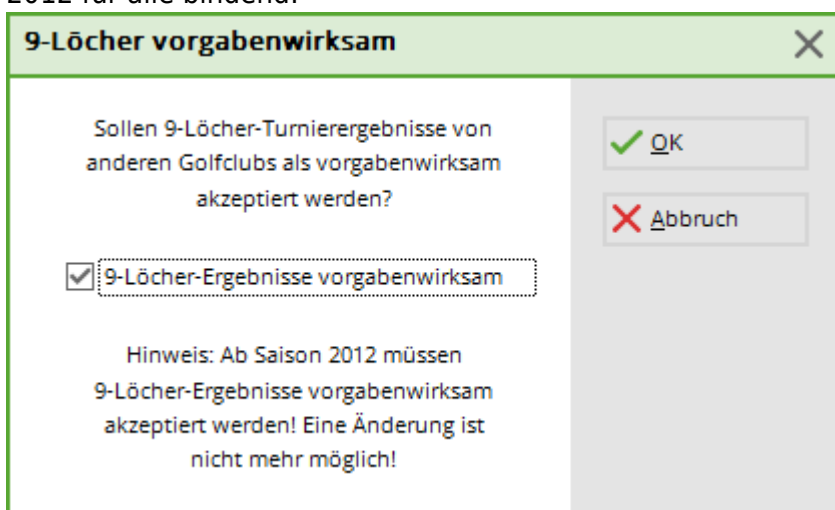 2012 für alle bindend.
9-Löcher vorgabenwirksam
Sollen 9-Löcher-Turnierergebnisse von
anderen Golfclubs als vorgabenwirksam
akzeptiert werden?
OK
Abbruch
9-Löcher-Ergebnisse vorgabenwirksam
Hinweis: Ab Saison 2012 müssen
9-Löcher-Ergebnisse vorgabenwirksam
akzeptiert werden! Eine Änderung ist
nicht mehr möglich!